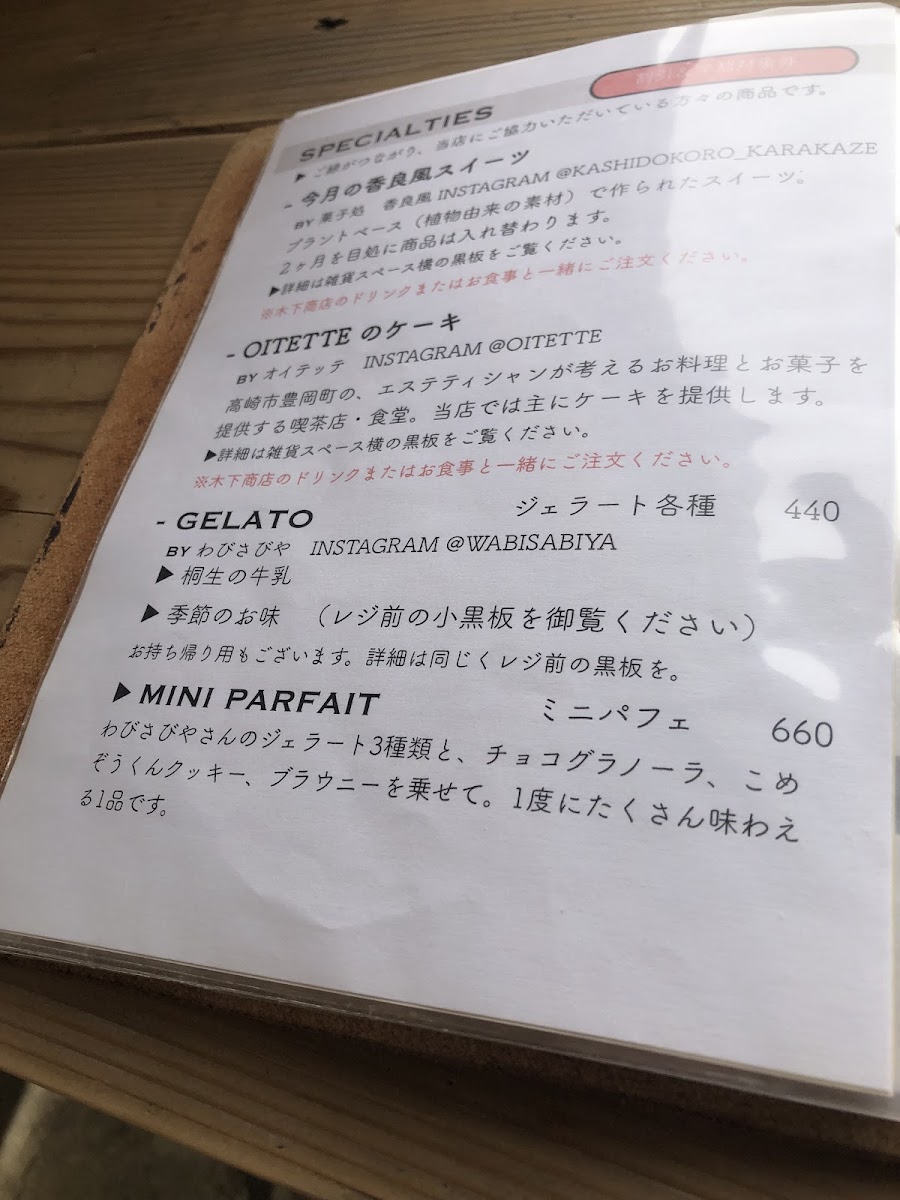 SPECIALTIES
▶ ご縁がつながり、当店にご協力いただいている方々の商品です。
- 今月の香良風スイーツ
BY 菓子処 香良風 INSTAGRAM @KASHIDOKORO_KARAKAZE
プラントベース（植物由来の素材）で作られたスイーツ。
２ヶ月を目処に商品は入れ替わります。
▶詳細は雑貨スペース横の黒板をご覧ください。
※木下商店のドリンクまたはお食事と一緒にご注文ください。
- OITETTE のケーキ
BY オイテッテ INSTAGRAM @OITETTE
高崎市豊岡町の、エステティシャンが考えるお料理とお菓子を
提供する喫茶店・食堂。当店では主にケーキを提供します。
▶詳細は雑貨スペース横の黒板をご覧ください。
※木下商店のドリンクまたはお食事と一緒にご注文ください。
- GELATO ジェラート各種 440
BY わびさびや INSTAGRAM @WABISABIYA
▶ 桐生の牛乳
▶ 季節のお味 （レジ前の小黒板を御覧ください）
お持ち帰り用もございます。詳細は同じくレジ前の黒板を。
▶ MINI PARFAIT ミニパフェ 660
わびさびやさんのジェラート3種類と、チョコグラノーラ、こめ
ぞうくんクッキー、ブラウニーを乗せて。1度にたくさん味わえ
る1品です。